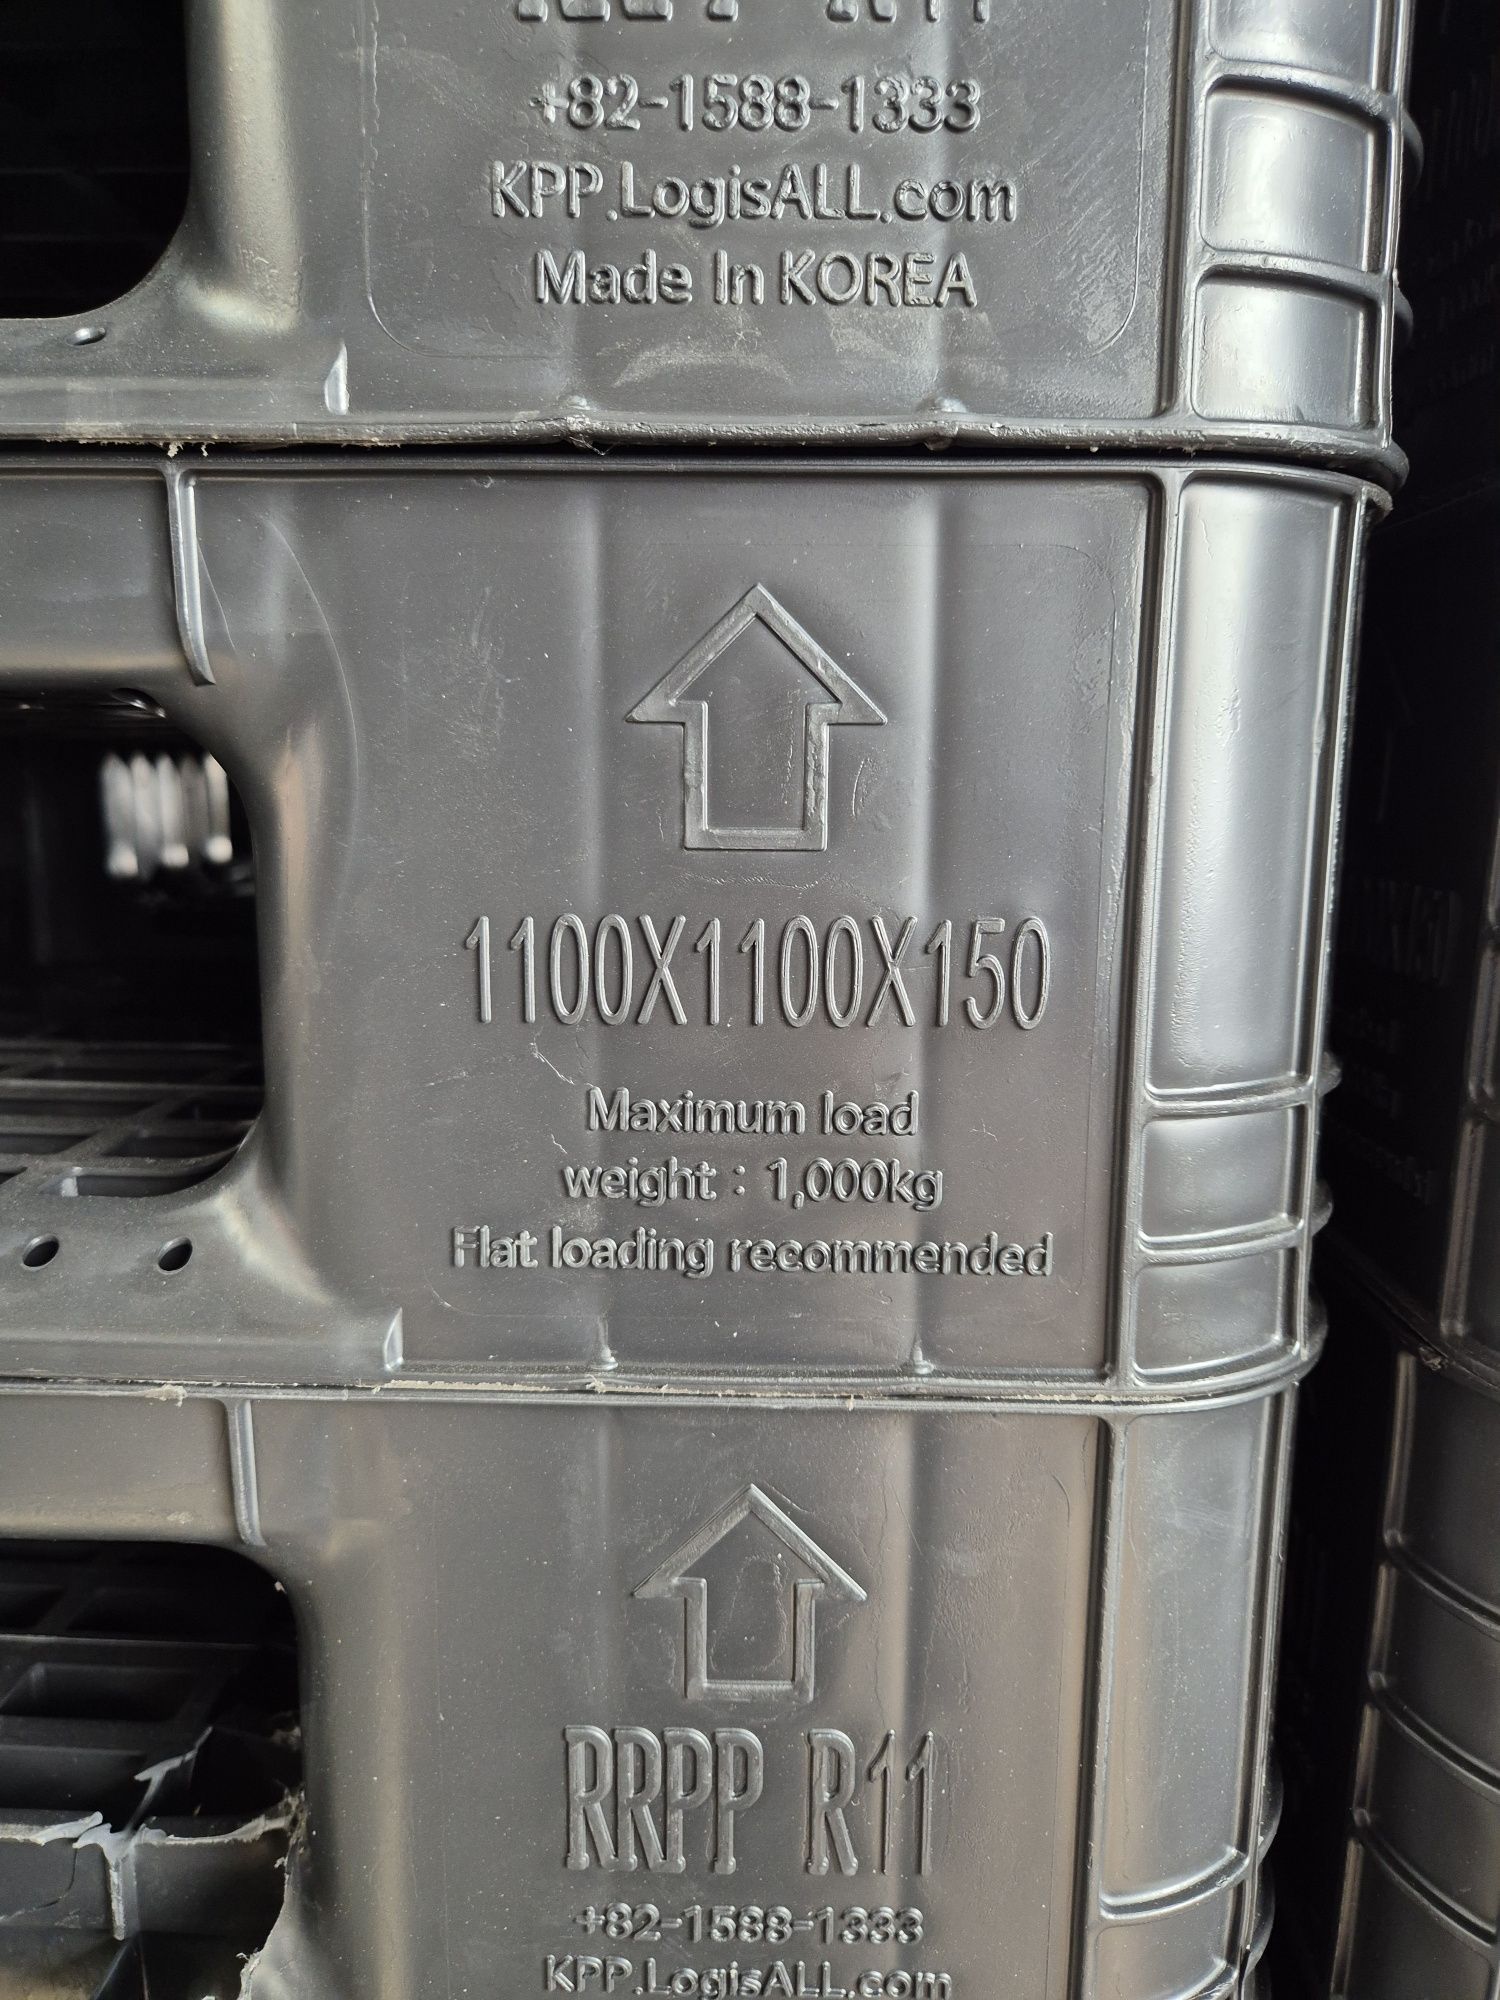 +82-1588-1333
KPP.LogisALL.com
Made In KOREA
1100X1100X150
Maximum load
weight : 1,000kg
Flat loading recommended
RRPP R11
+82-1588-1333
KPP.LogisALL.com